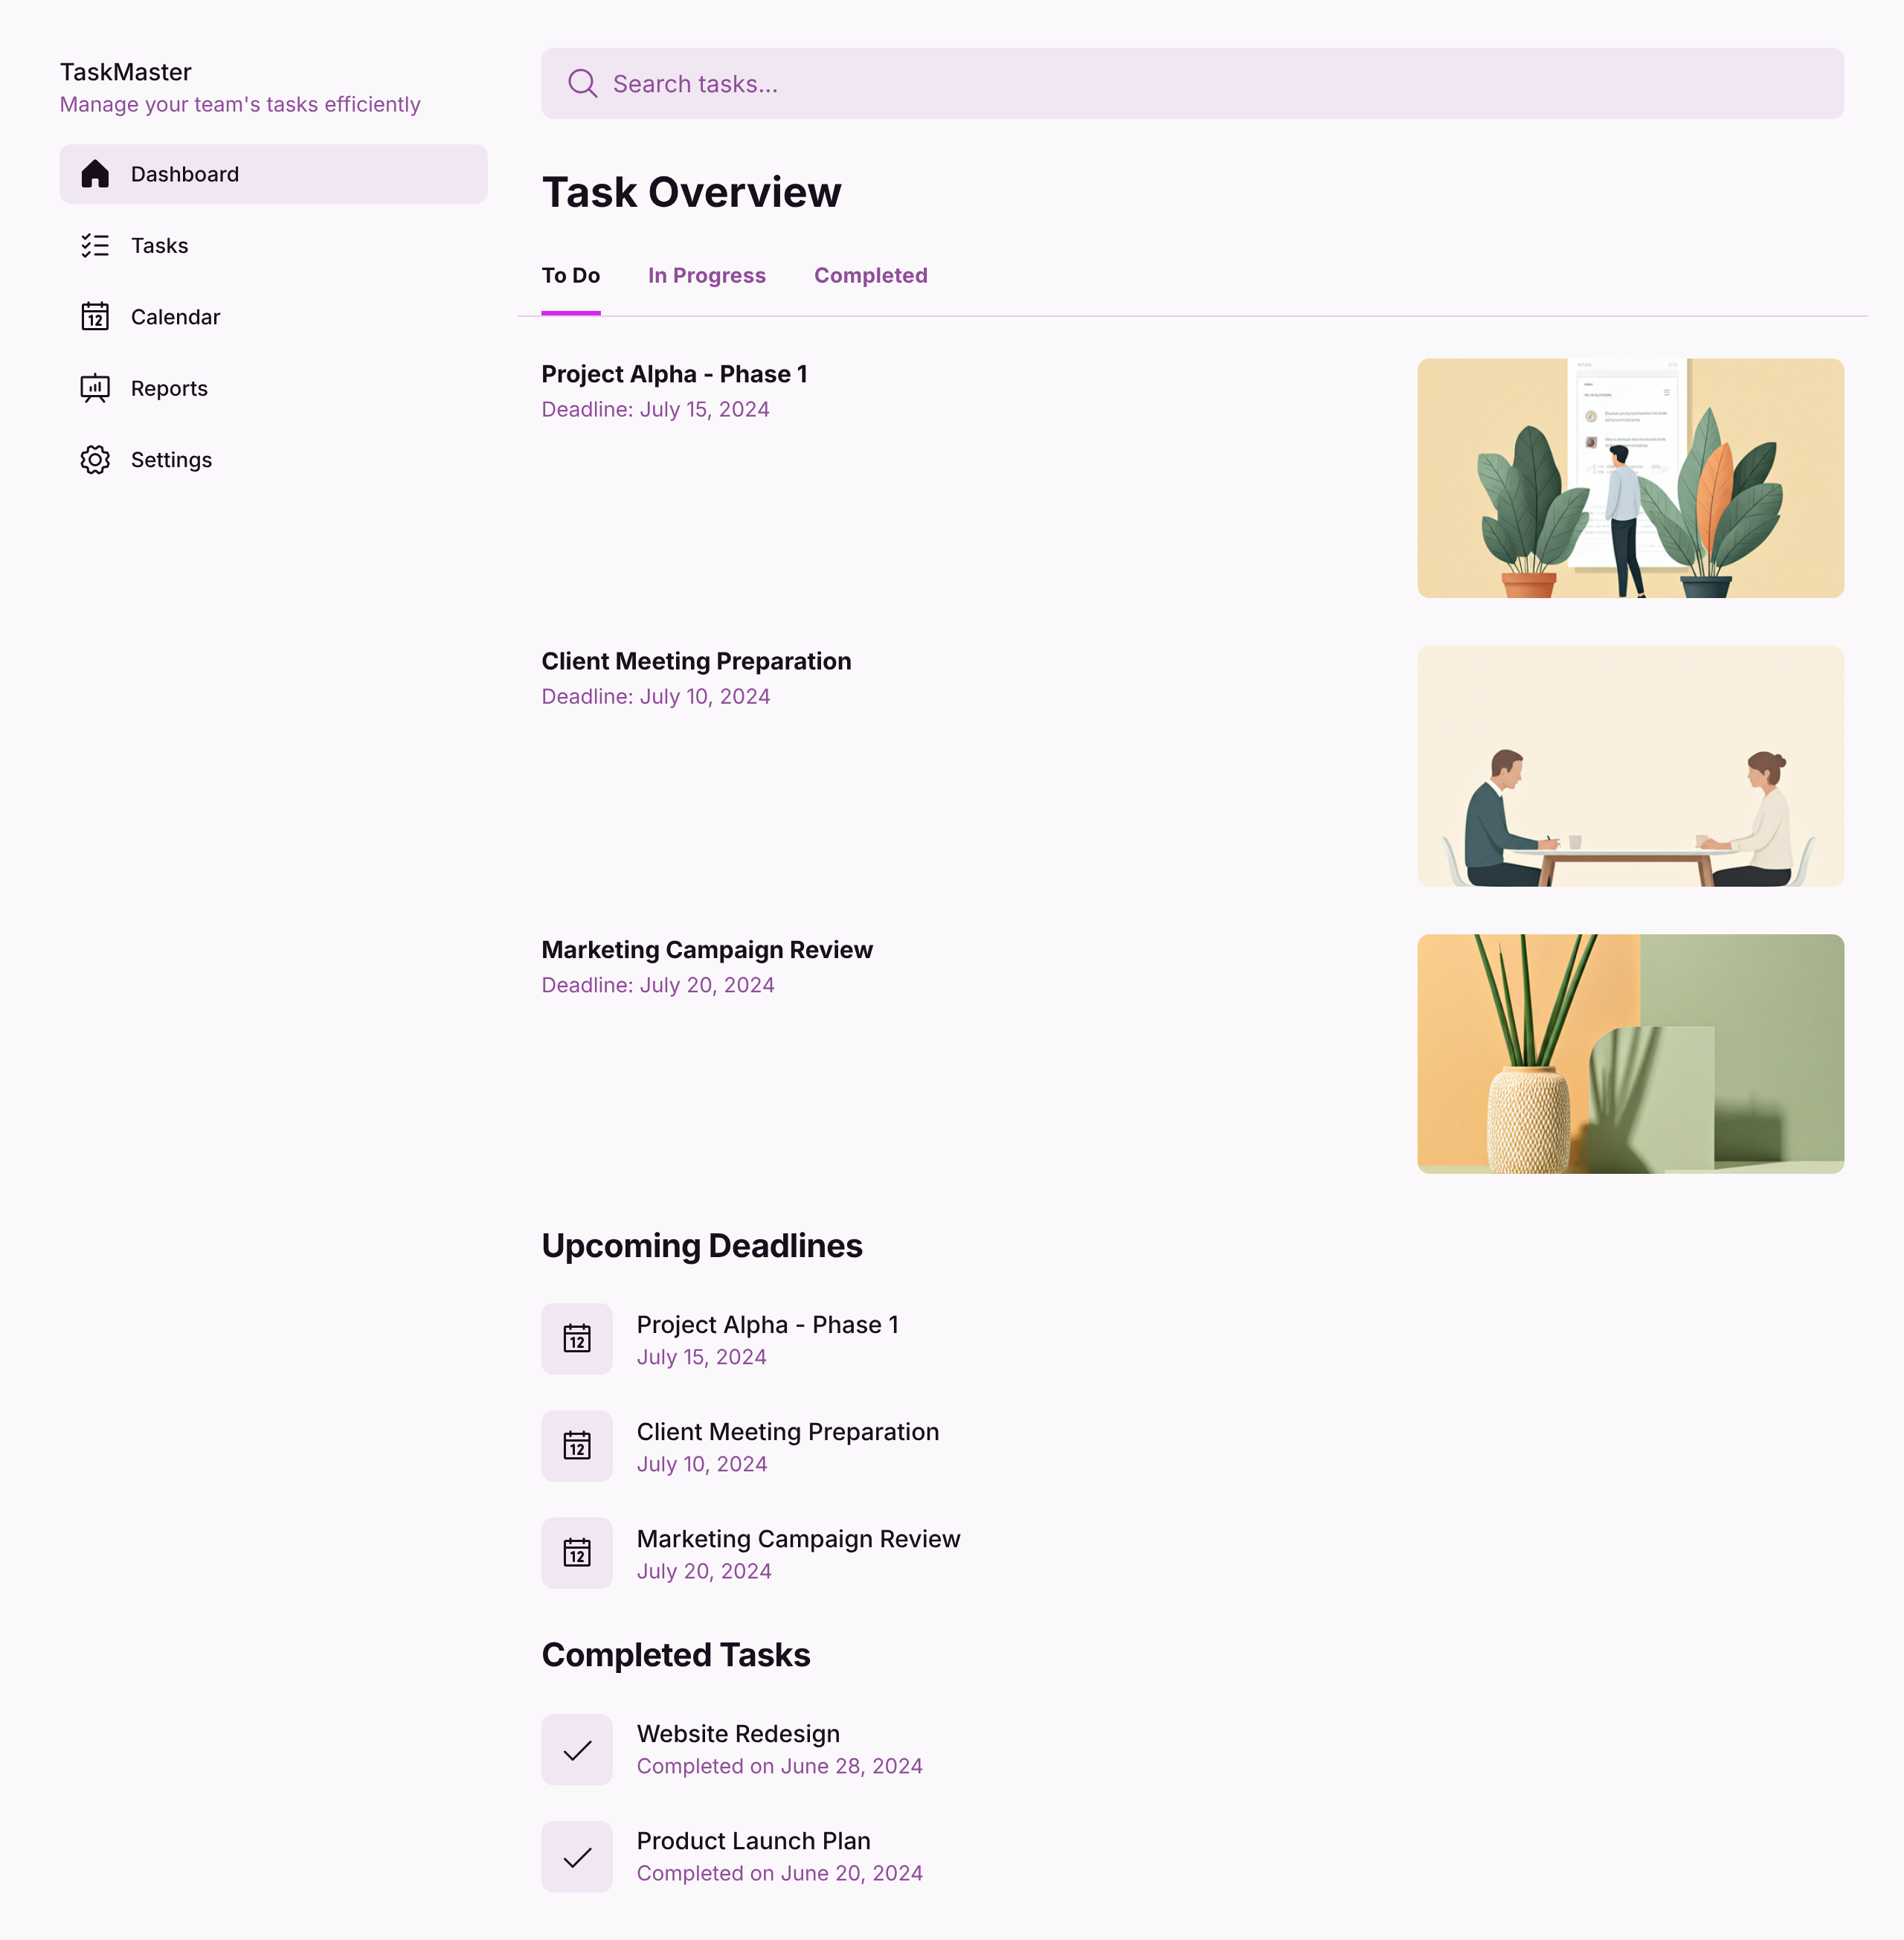 TaskMaster
Manage your team's tasks efficiently
Dashboard
Tasks
12
Calendar
Reports
Settings
Search tasks...
Task Overview
To Do
In Progress
Completed
Project Alpha - Phase 1
Deadline: July 15, 2024
Client Meeting Preparation
Deadline: July 10, 2024
Marketing Campaign Review
Deadline: July 20, 2024
Upcoming Deadlines
12
Project Alpha - Phase 1
July 15, 2024
12
Client Meeting Preparation
July 10, 2024
12
Marketing Campaign Review
July 20, 2024
Completed Tasks
Website Redesign
Completed on June 28, 2024
Product Launch Plan
Completed on June 20, 2024